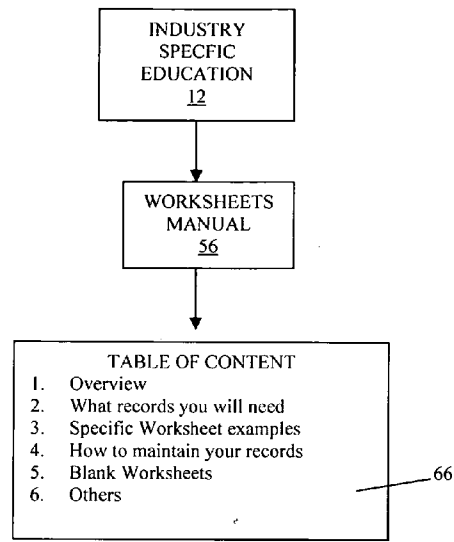 INDUSTRY
SPECFIC
EDUCATION
12
WORKSHEETS
MANUAL
56
TABLE OF CONTENT
1. Overview
2. What records you will need
3. Specific Worksheet examples
4. How to maintain your records
5. Blank Worksheets
6. Others
66